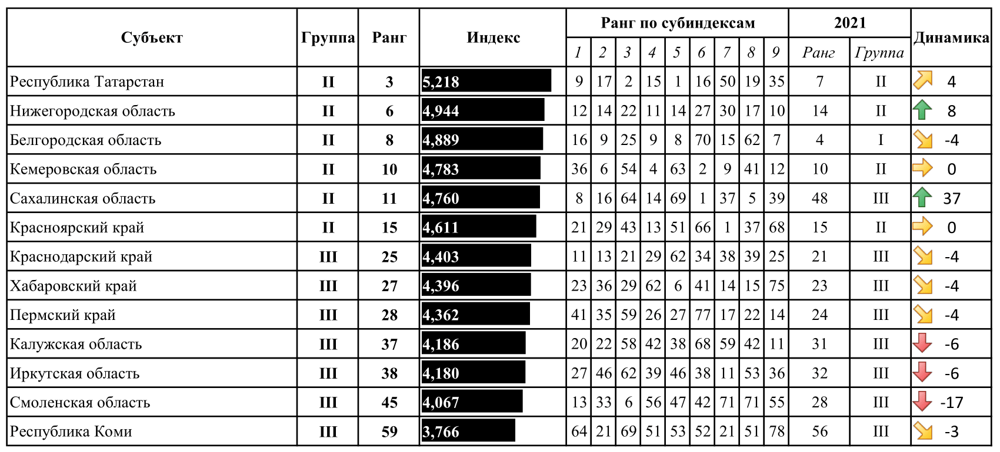 Субъект Группа Ранг Индекс Ранг по субиндексам 2021 Динамика
1 2 3 4 5 6 7 8 9 Ранг Группа
Республика Татарстан II 3 5,218 9 17 2 15 1 16 50 19 35 7 II 4
Нижегородская область II 6 4,944 12 14 22 11 14 27 30 17 10 14 II 8
Белгородская область II 8 4,889 16 9 25 9 8 70 15 62 7 4 I -4
Кемеровская область II 10 4,783 36 6 54 4 63 2 9 41 12 10 II 0
Сахалинская область II 11 4,760 8 16 64 14 69 1 37 5 39 48 III 37
Красноярский край II 15 4,611 21 29 43 13 51 66 1 37 68 15 II 0
Краснодарский край III 25 4,403 11 13 21 29 62 34 38 39 25 21 III -4
Хабаровский край III 27 4,396 23 36 29 62 6 41 14 15 75 23 III -4
Пермский край III 28 4,362 41 35 59 26 27 77 17 22 14 24 III -4
Калужская область III 37 4,186 20 22 58 42 38 68 59 42 11 31 III -6
Иркутская область III 38 4,180 27 46 62 39 46 38 11 53 36 32 III -6
Смоленская область III 45 4,067 13 33 6 56 47 42 71 71 55 28 III -17
Республика Коми III 59 3,766 64 21 69 51 53 52 21 51 78 56 III -3